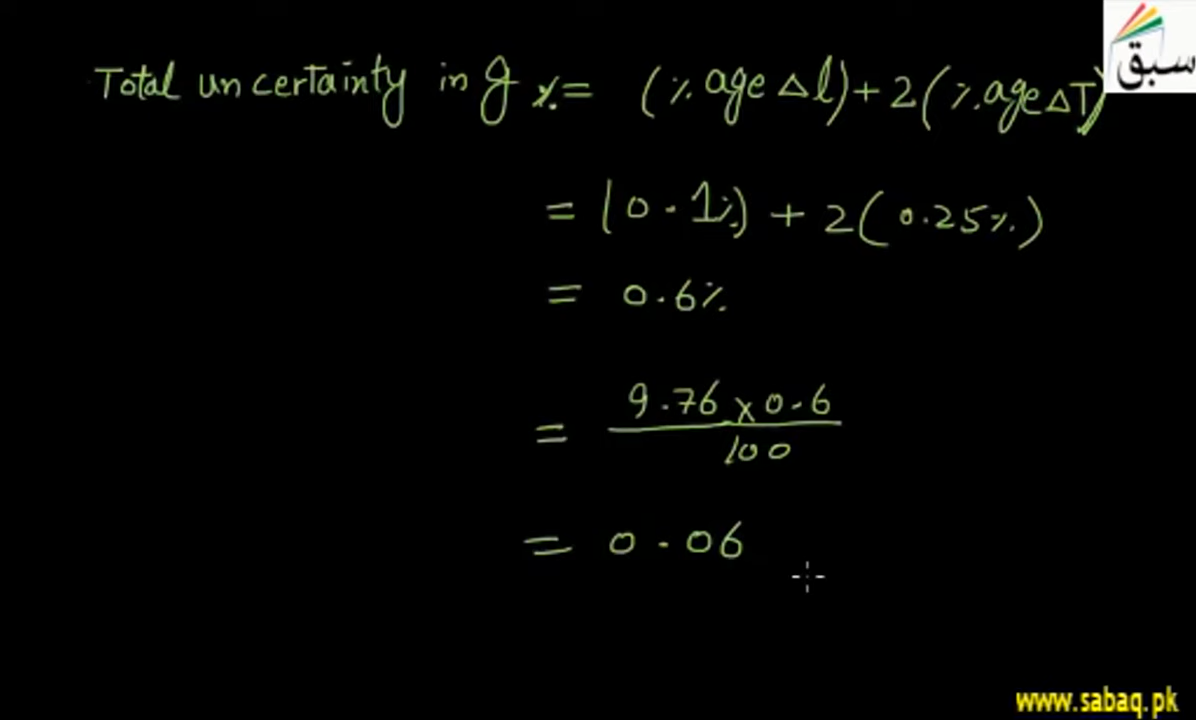 سبق
Total uncertainty in g % = (%age Δl) + 2(%age ΔT)
= (0.1%) + 2(0.25%)
= 0.6%
= 9.76 x 0.6
100
= 0.06
www.sabaq.pk